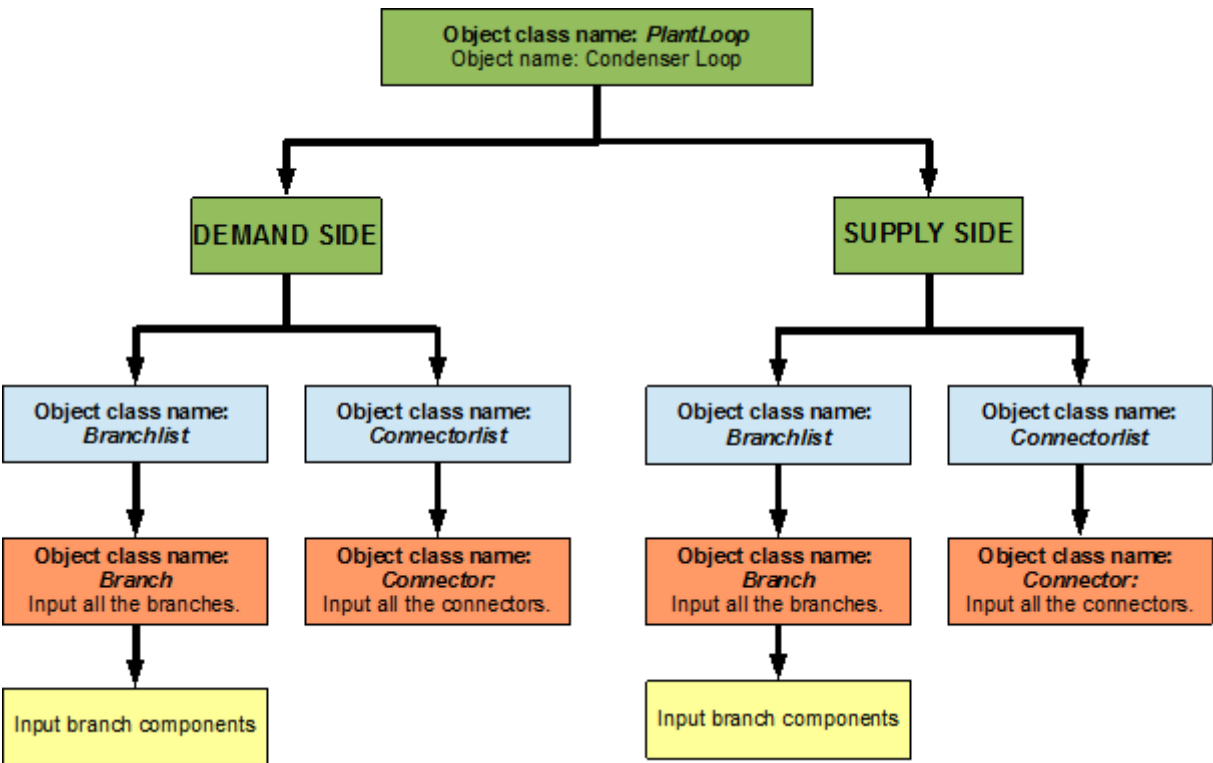 Object class name: PlantLoop
Object name: Condenser Loop
DEMAND SIDE
SUPPLY SIDE
Object class name:
Branchlist
Object class name:
Connectorlist
Object class name:
Branchlist
Object class name:
Connectorlist
Object class name:
Branch
Input all the branches.
Object class name:
Connector:
Input all the connectors.
Object class name:
Branch
Input all the branches.
Object class name:
Connector:
Input all the connectors.
Input branch components
Input branch components